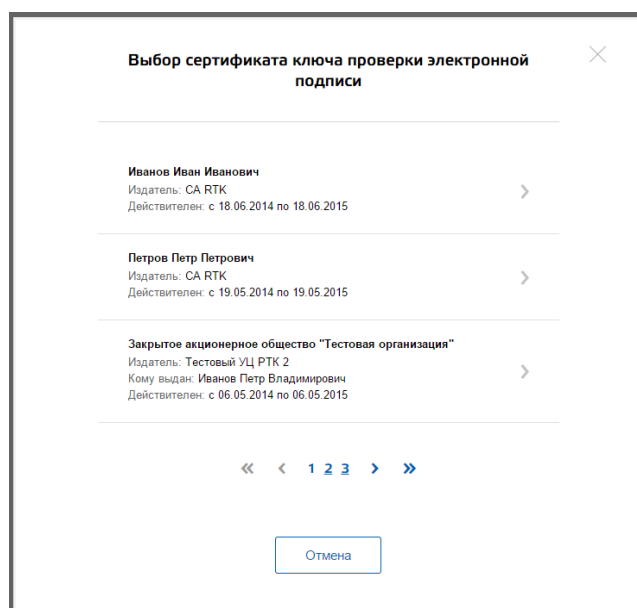 Выбор сертификата ключа проверки электронной
подписи
Иванов Иван Иванович
Издатель: CA RTK
Действителен: с 18.06.2014 по 18.06.2015
Петров Петр Петрович
Издатель: CA RTK
Действителен: с 19.05.2014 по 19.05.2015
Закрытое акционерное общество "Тестовая организация"
Издатель: Тестовый УЦ РТК 2
Кому выдан: Иванов Петр Владимирович
Действителен: с 06.05.2014 по 06.05.2015
« ‹ 1 2 3 › »
Отмена